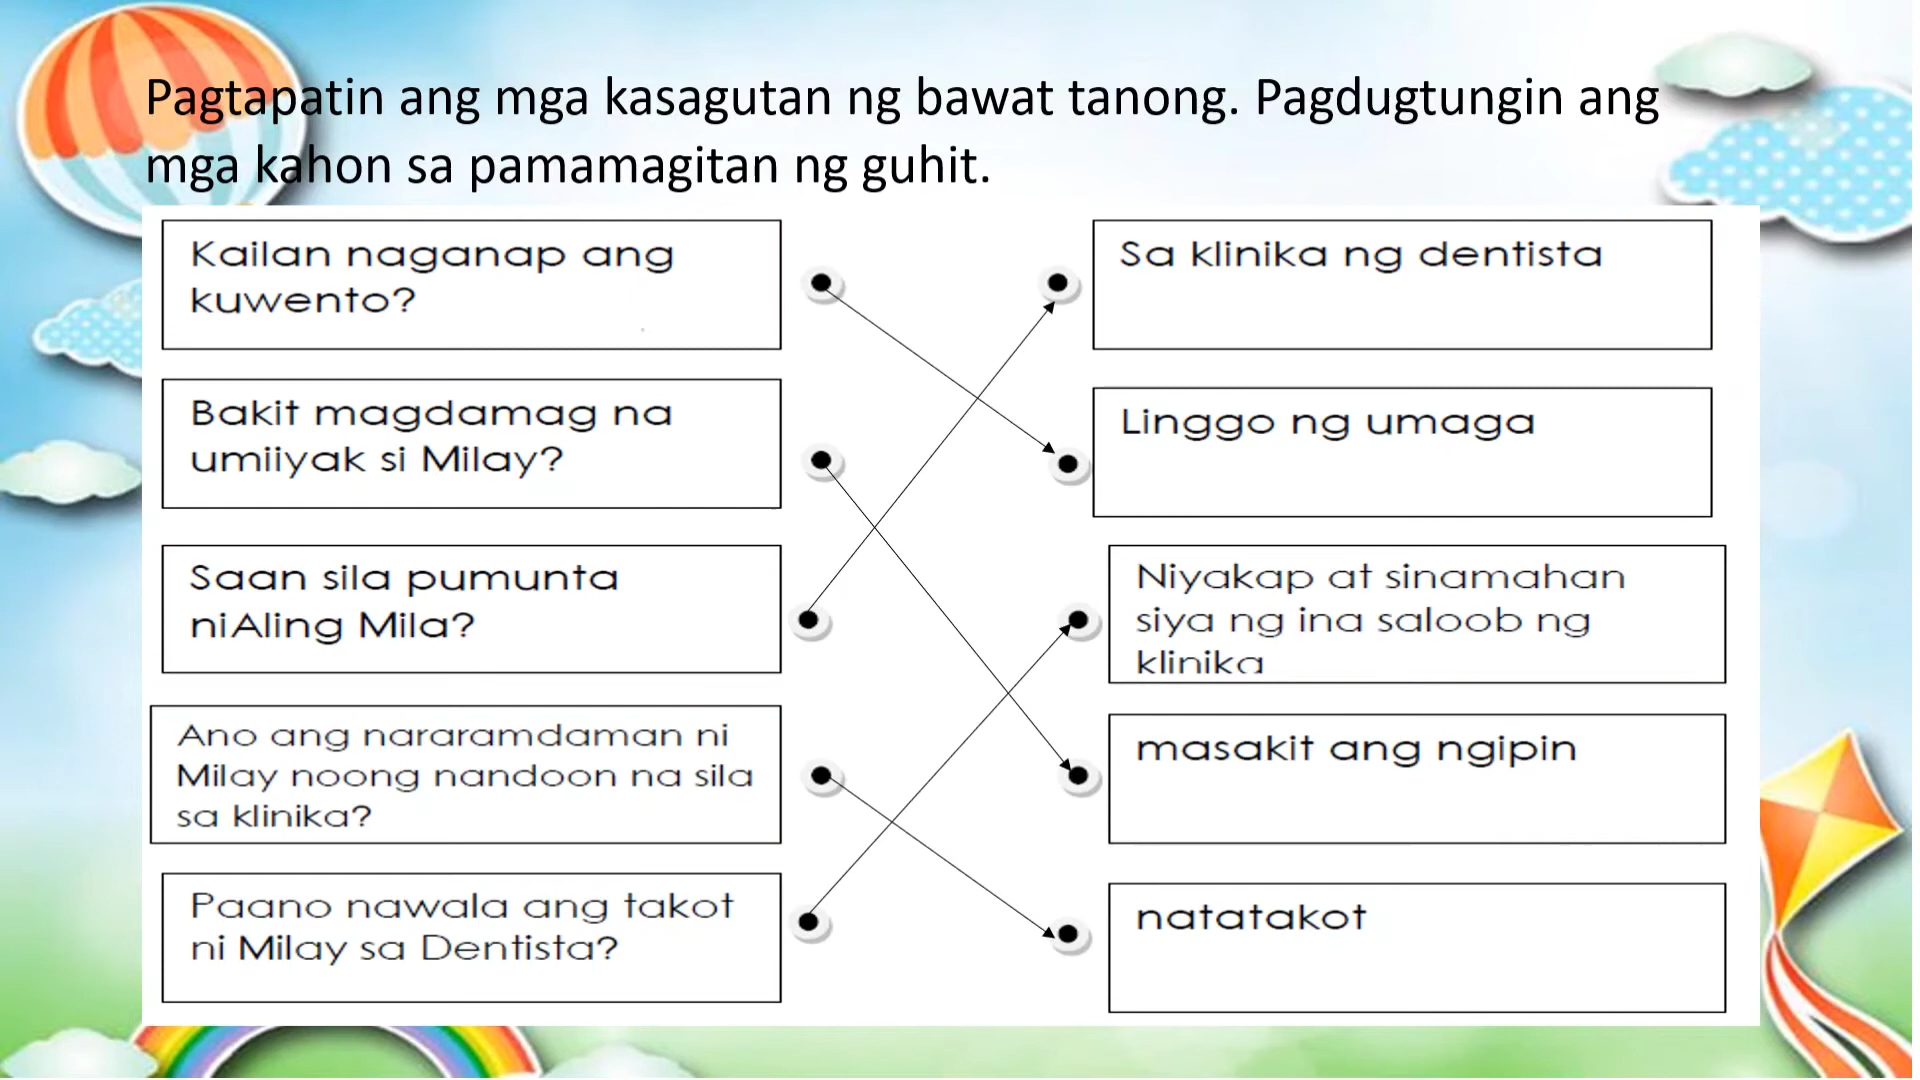 Pagtapatin ang mga kasagutan ng bawat tanong. Pagdugtungin ang
mga kahon sa pamamagitan ng guhit.
Kailan naganap ang
kuwento?
Bakit magdamag na
umiiyak si Milay?
Saan sila pumunta
niAling Mila?
Ano ang nararamdaman ni
Milay noong nandoon na sila
sa klinika?
Paano nawala ang takot
ni Milay sa Dentista?
Sa klinika ng dentista
Linggo ng umaga
Niyakap at sinamahan
siya ng ina saloob ng
klinika
masakit ang ngipin
natatakot